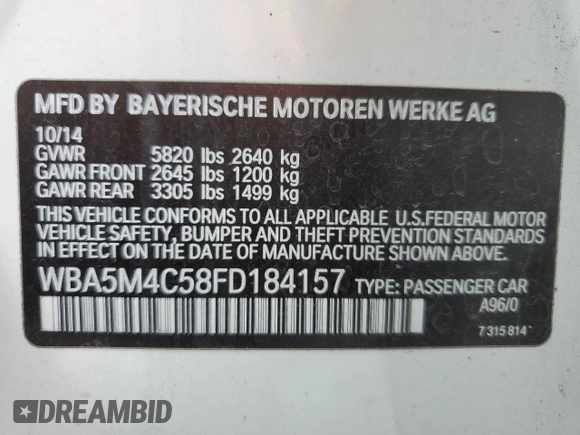 MFD BY BAYERISCHE MOTOREN WERKE AG
10/14
GVWR 5820 lbs 2640 kg
GAWR FRONT 2645 lbs 1200 kg
GAWR REAR 3305 lbs 1499 kg
THIS VEHICLE CONFORMS TO ALL APPLICABLE U.S.FEDERAL MOTOR
VEHICLE SAFETY, BUMPER AND THEFT PREVENTION STANDARDS
IN EFFECT ON THE DATE OF MANUFACTURE SHOWN ABOVE.
WBA5M4C58FD184157 TYPE: PASSENGER CAR
A96/0
7 315 814
DREAMBID